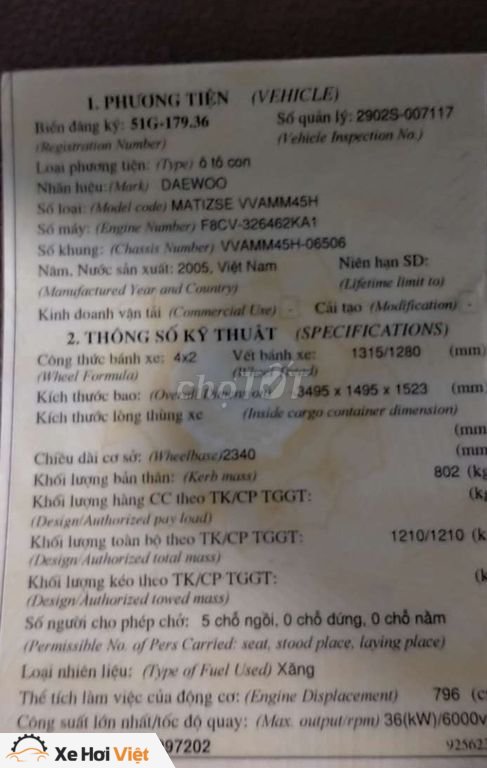 1. PHƯƠNG TIỆN (VEHICLE)
Biển đăng ký: 51G-179.36 Số quản lý: 2902S-007117
(Registration Number) (Vehicle Inspection No.)
Loại phương tiện: (Type) ô tô con
Nhãn hiệu: (Mark) DAEWOO
Số loại: (Model code) MATIZSE VVAMM45H
Số máy: (Engine Number) F8CV-326462KA1
Số khung: (Chassis Number) VVAMM45H-06506
Năm, Nước sản xuất: 2005, Việt Nam Niên hạn SD:
(Manufactured Year and Country) (Lifetime limit to)
Kinh doanh vận tải (Commercial Use) - Cải tạo (Modification) -
2. THÔNG SỐ KỸ THUẬT (SPECIFICATIONS)
Công thức bánh xe: 4x2 Vết bánh xe: 1315/1280 (mm)
(Wheel Formula)
Kích thước bao: (Overall Dimension) 3495 x 1495 x 1523 (mm)
Kích thước lòng thùng xe (Inside cargo container dimension)
(mm
Chiều dài cơ sở: (Wheelbase) 2340 (mm
Khối lượng bản thân: (Kerb mass) 802 (kg
Khối lượng hàng CC theo TK/CP TGGT: (kg
(Design/Authorized pay load)
Khối lượng toàn bộ theo TK/CP TGGT: 1210/1210 (k
(Design/Authorized total mass)
Khối lượng kéo theo TK/CP TGGT: (k
(Design/Authorized towed mass)
Số người cho phép chở: 5 chỗ ngồi, 0 chỗ đứng, 0 chỗ nằm
(Permissible No. of Pers Carried: seat, stood place, laying place)
Loại nhiên liệu: (Type of Fuel Used) Xăng
Thể tích làm việc của động cơ: (Engine Displacement) 796 (c
Công suất lớn nhất/tốc độ quay: (Max. output/rpm) 36(kW)/6000v
97202 92562
chợTỐT
Xe Hơi Việt